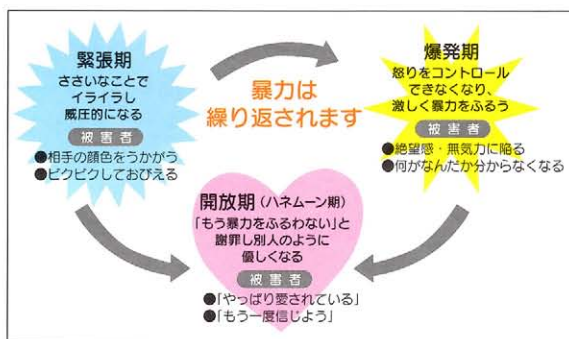 緊張期
ささいなことで
イライラし
威圧的になる
被害者
●相手の顔色をうかがう
●ビクビクしておびえる
暴力は
繰り返されます
爆発期
怒りをコントロール
できなくなり、
激しく暴力をふるう
被害者
●絶望感・無気力に陥る
●何がなんだか分からなくなる
開放期（ハネムーン期）
「もう暴力をふるわない」と
謝罪し別人のように
優しくなる
被害者
●「やっぱり愛されている」
●「もう一度信じよう」